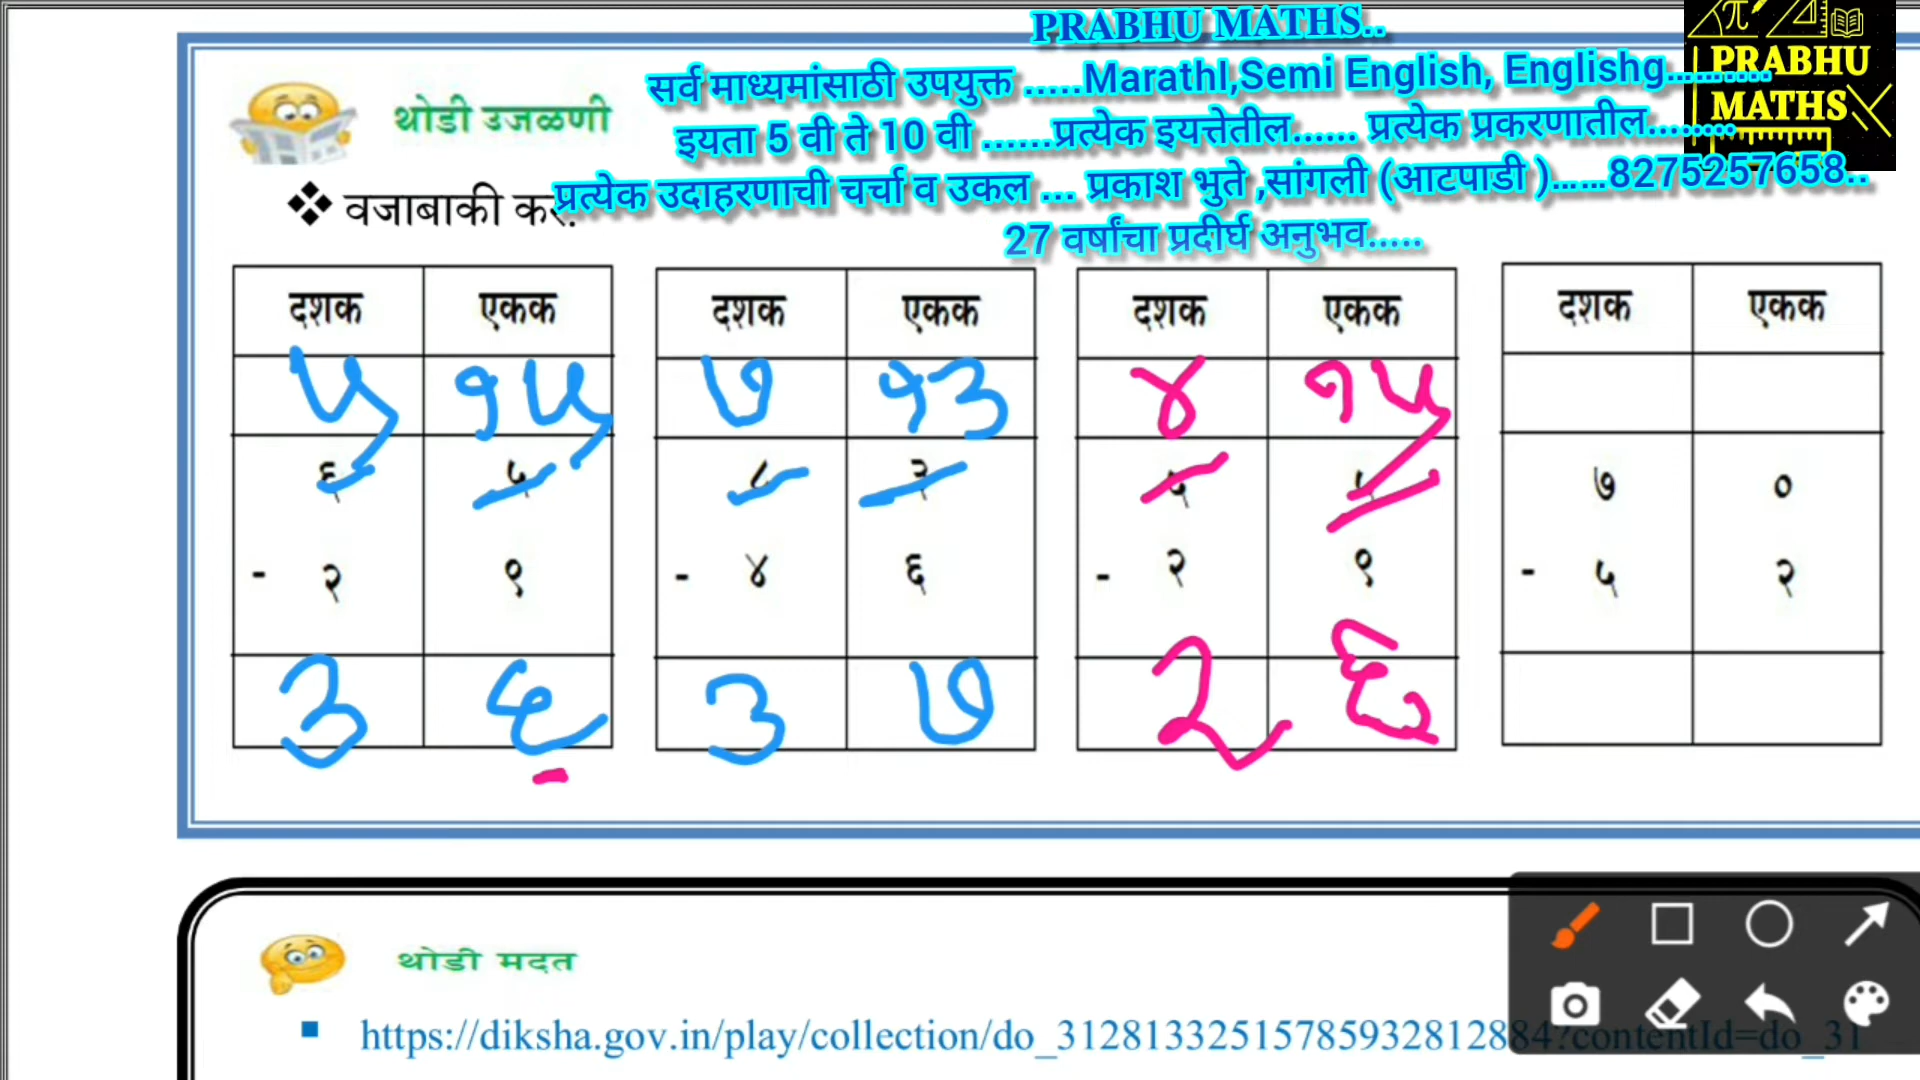 PRABHU MATHS..
सर्व माध्यमांसाठी उपयुक्त .....MarathI,Semi English, Englishg..........
इयता 5 वी ते 10 वी ......प्रत्येक इयत्तेतील...... प्रत्येक प्रकरणातील........
प्रत्येक उदाहरणाची चर्चा व उकल ... प्रकाश भुते ,सांगली (आटपाडी )......8275257658..
27 वर्षांचा प्रदीर्घ अनुभव.....
PRABHU
MATHS
थोडी उजळणी
❖ वजाबाकी करा.
दशक एकक दशक एकक दशक एकक दशक एकक
५ १५ ७ १३ ४ १५
६ ५ ८ ३ ५ ५ ७ ०
- २ ९ - ४ ६ - २ ९ - ५ २
३ ६ ३ ७ २ ६
थोडी मदत
▪ https://diksha.gov.in/play/collection/do_31281332515785932812884?contentId=do_31